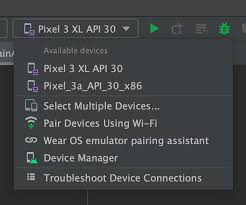 Pixel 3 XL API 30
Available devices
Pixel 3 XL API 30
Pixel_3a_API_30_x86
Select Multiple Devices...
Pair Devices Using Wi-Fi
Wear OS emulator pairing assistant
Device Manager
Troubleshoot Device Connections